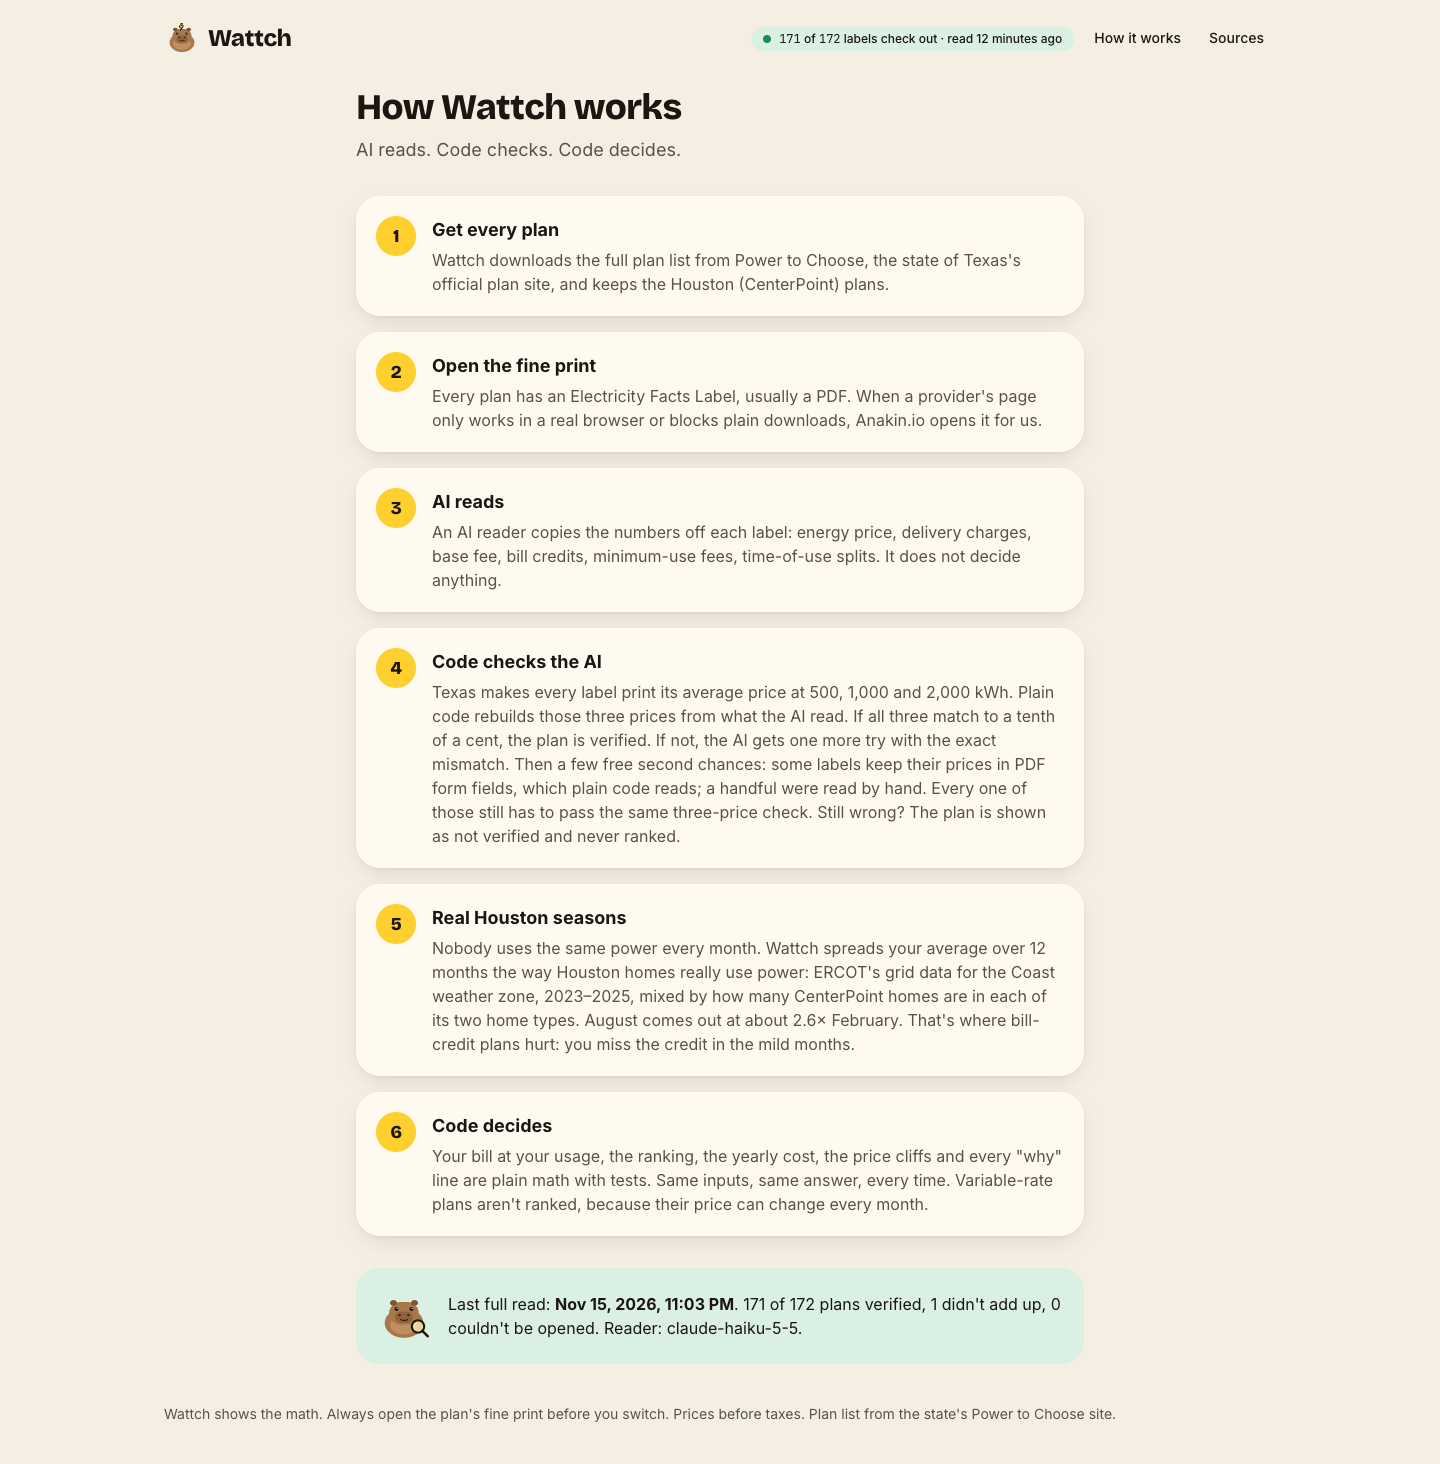 Wattch
171 of 172 labels check out · read 12 minutes ago
How it works
Sources
How Wattch works
AI reads. Code checks. Code decides.
1
Get every plan
Wattch downloads the full plan list from Power to Choose, the state of Texas's
official plan site, and keeps the Houston (CenterPoint) plans.
2
Open the fine print
Every plan has an Electricity Facts Label, usually a PDF. When a provider's page
only works in a real browser or blocks plain downloads, Anakin.io opens it for us.
3
AI reads
An AI reader copies the numbers off each label: energy price, delivery charges,
base fee, bill credits, minimum-use fees, time-of-use splits. It does not decide
anything.
4
Code checks the AI
Texas makes every label print its average price at 500, 1,000 and 2,000 kWh. Plain
code rebuilds those three prices from what the AI read. If all three match to a tenth
of a cent, the plan is verified. If not, the AI gets one more try with the exact
mismatch. Then a few free second chances: some labels keep their prices in PDF
form fields, which plain code reads; a handful were read by hand. Every one of
those still has to pass the same three-price check. Still wrong? The plan is shown
as not verified and never ranked.
5
Real Houston seasons
Nobody uses the same power every month. Wattch spreads your average over 12
months the way Houston homes really use power: ERCOT's grid data for the Coast
weather zone, 2023–2025, mixed by how many CenterPoint homes are in each of
its two home types. August comes out at about 2.6× February. That's where bill-
credit plans hurt: you miss the credit in the mild months.
6
Code decides
Your bill at your usage, the ranking, the yearly cost, the price cliffs and every "why"
line are plain math with tests. Same inputs, same answer, every time. Variable-rate
plans aren't ranked, because their price can change every month.
Last full read: Nov 15, 2026, 11:03 PM. 171 of 172 plans verified, 1 didn't add up, 0
couldn't be opened. Reader: claude-haiku-5-5.
Wattch shows the math. Always open the plan's fine print before you switch. Prices before taxes. Plan list from the state's Power to Choose site.